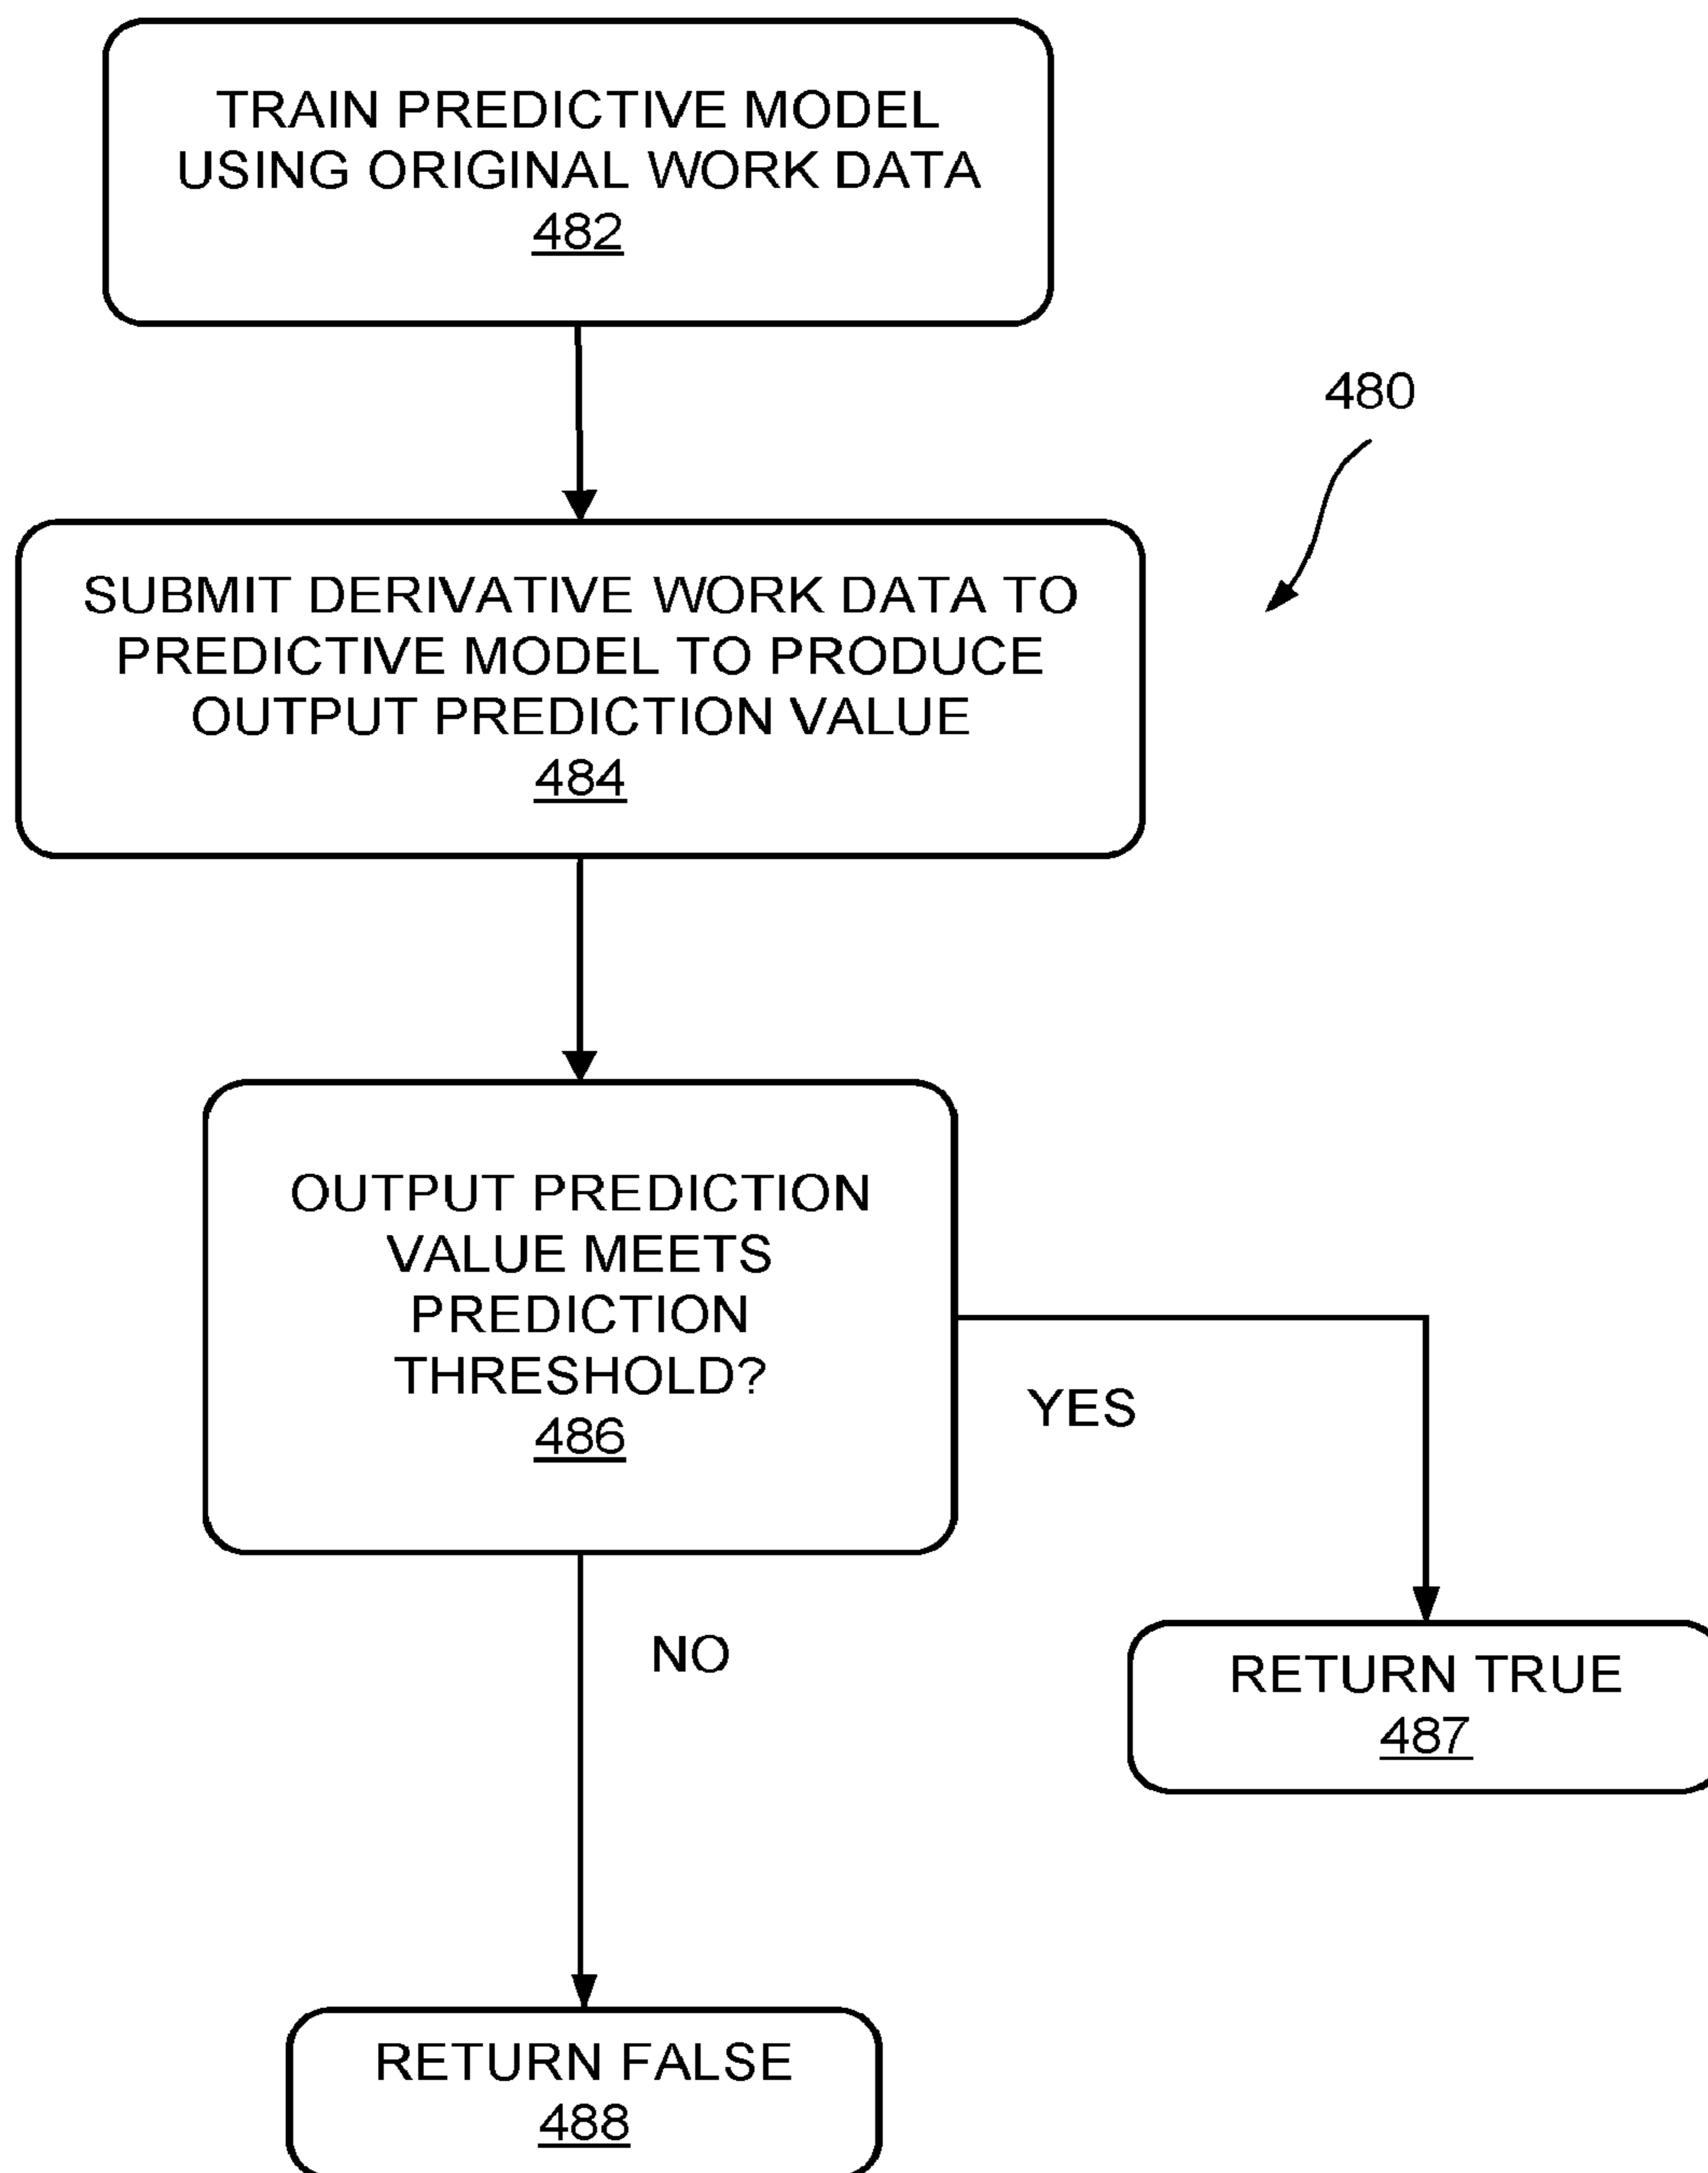 TRAIN PREDICTIVE MODEL
USING ORIGINAL WORK DATA
482
480
SUBMIT DERIVATIVE WORK DATA TO
PREDICTIVE MODEL TO PRODUCE
OUTPUT PREDICTION VALUE
484
OUTPUT PREDICTION
VALUE MEETS
PREDICTION
THRESHOLD?
486
YES
NO
RETURN TRUE
487
RETURN FALSE
488